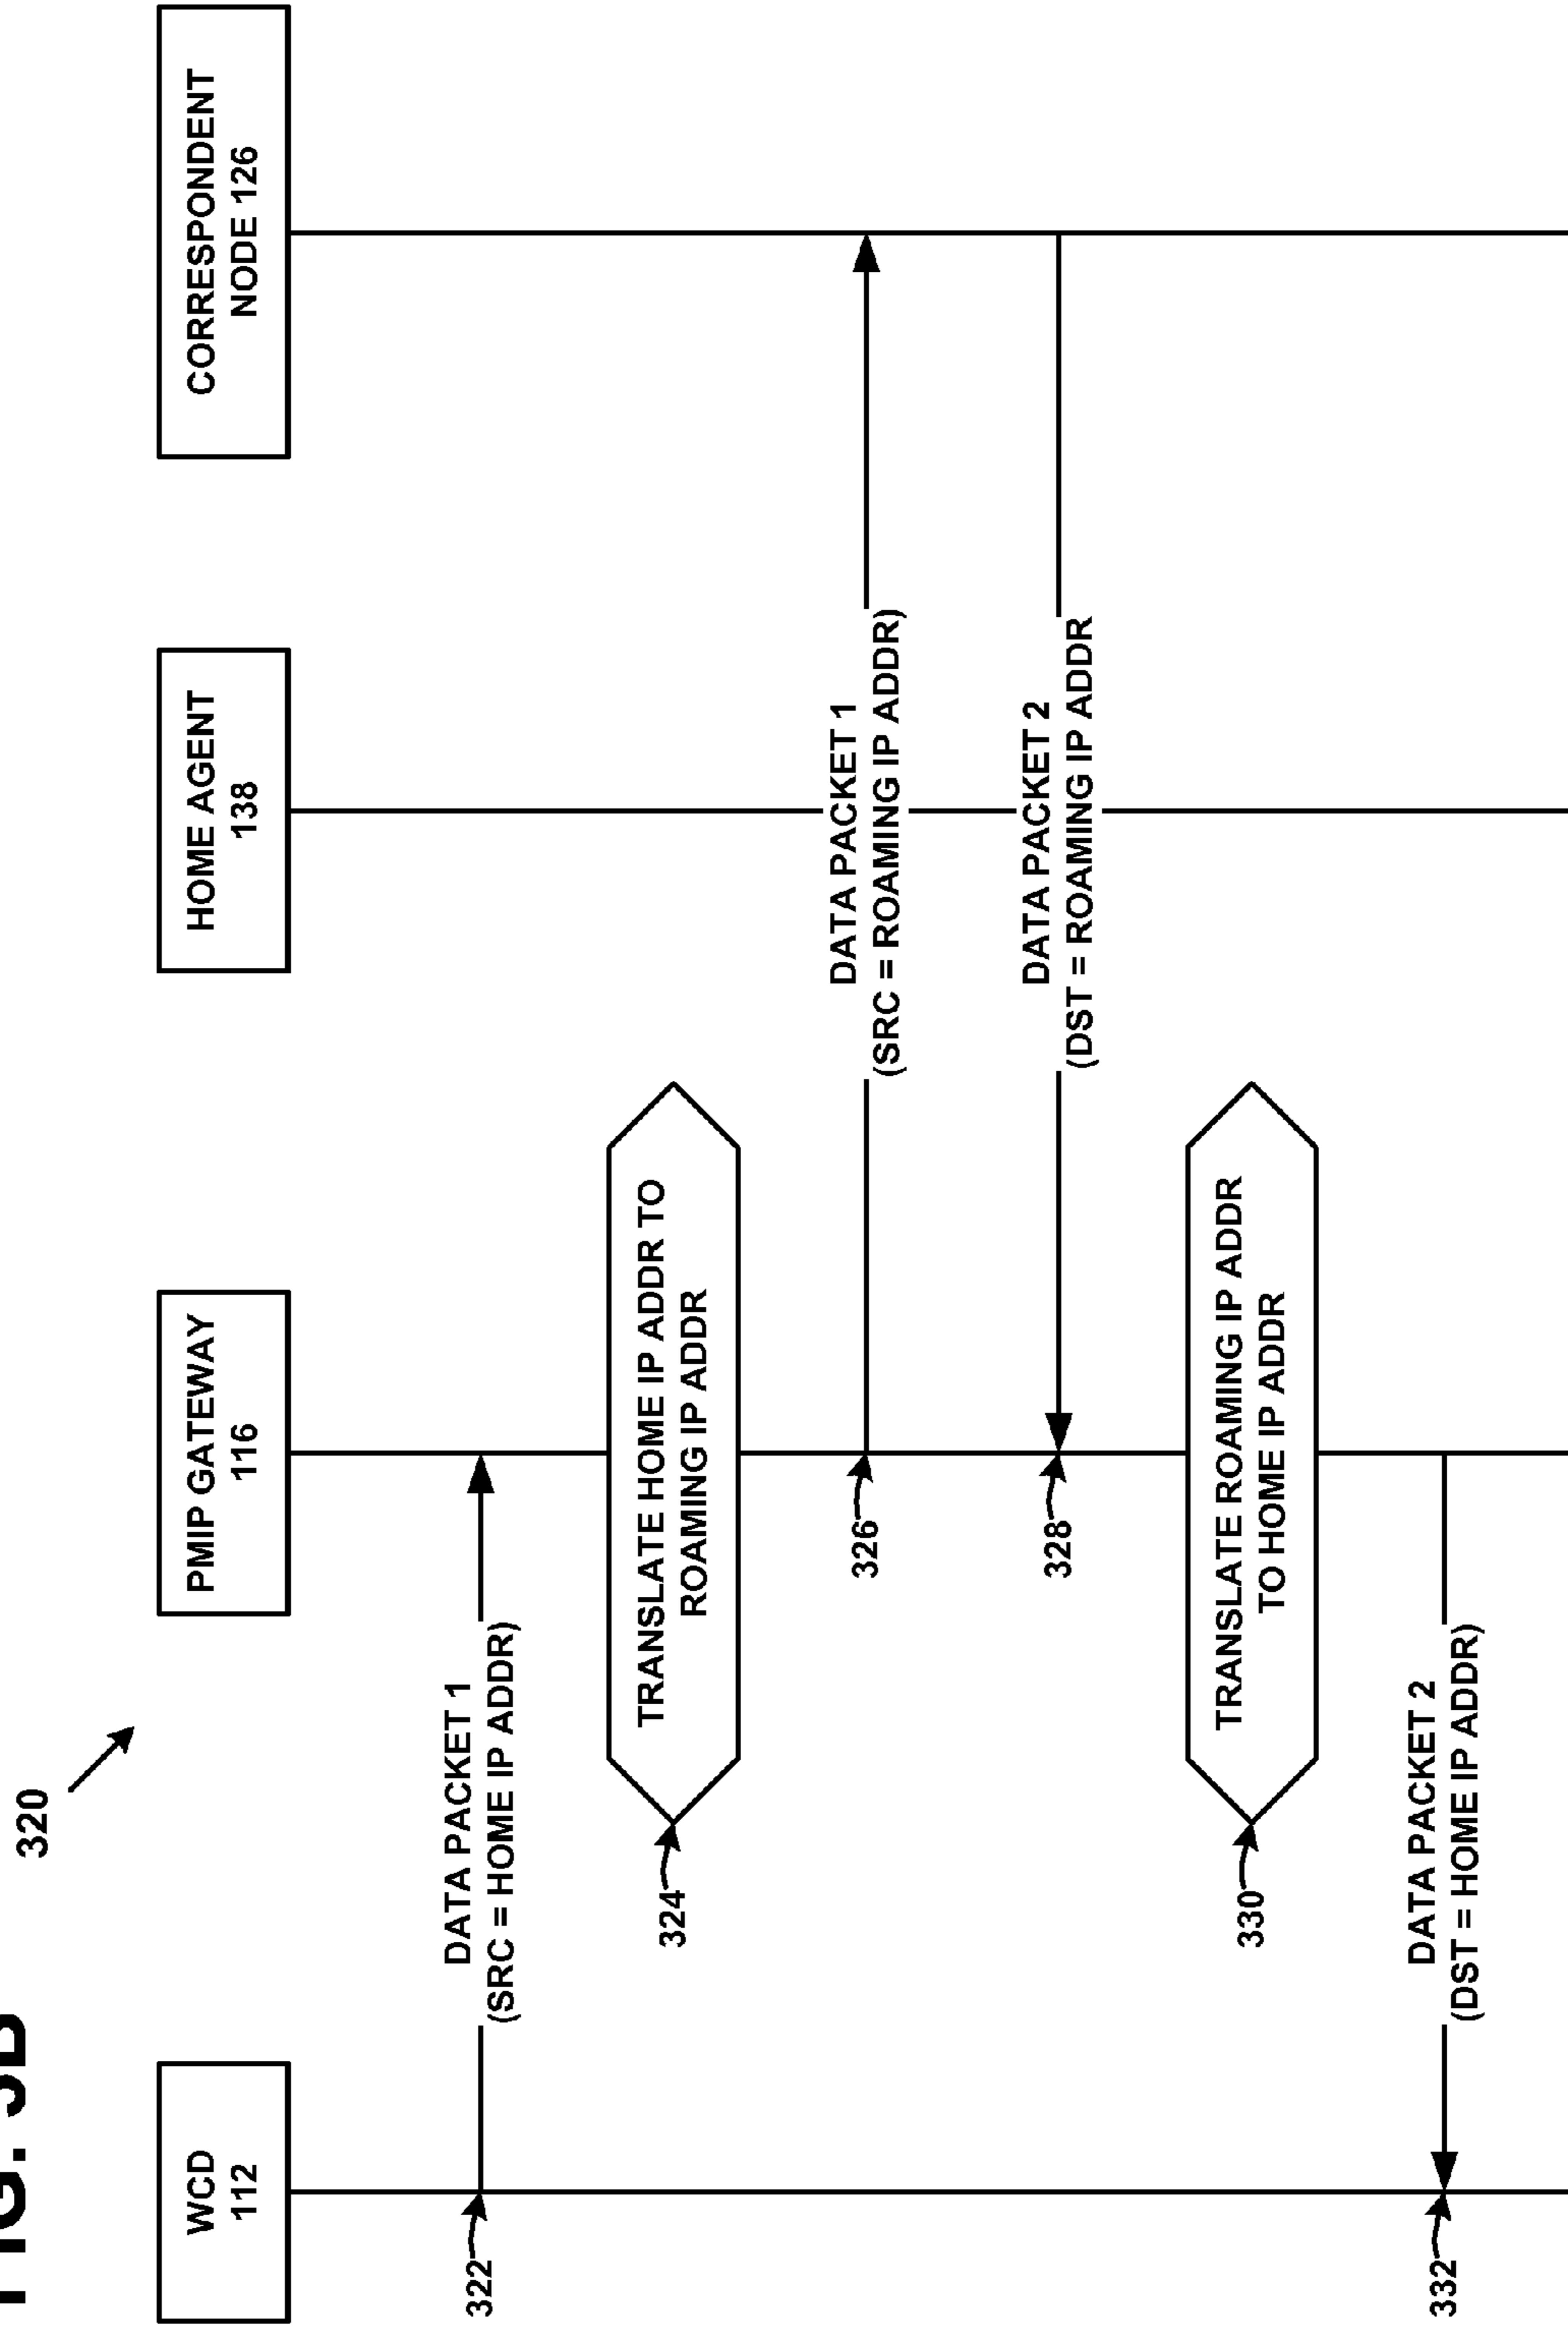 320
WCD
112
PMIP GATEWAY
116
HOME AGENT
138
CORRESPONDENT
NODE 126
322
DATA PACKET 1
(SRC = HOME IP ADDR)
324
TRANSLATE HOME IP ADDR TO
ROAMING IP ADDR
326
DATA PACKET 1
(SRC = ROAMING IP ADDR)
328
DATA PACKET 2
(DST = ROAMING IP ADDR
330
TRANSLATE ROAMING IP ADDR
TO HOME IP ADDR
332
DATA PACKET 2
(DST = HOME IP ADDR)